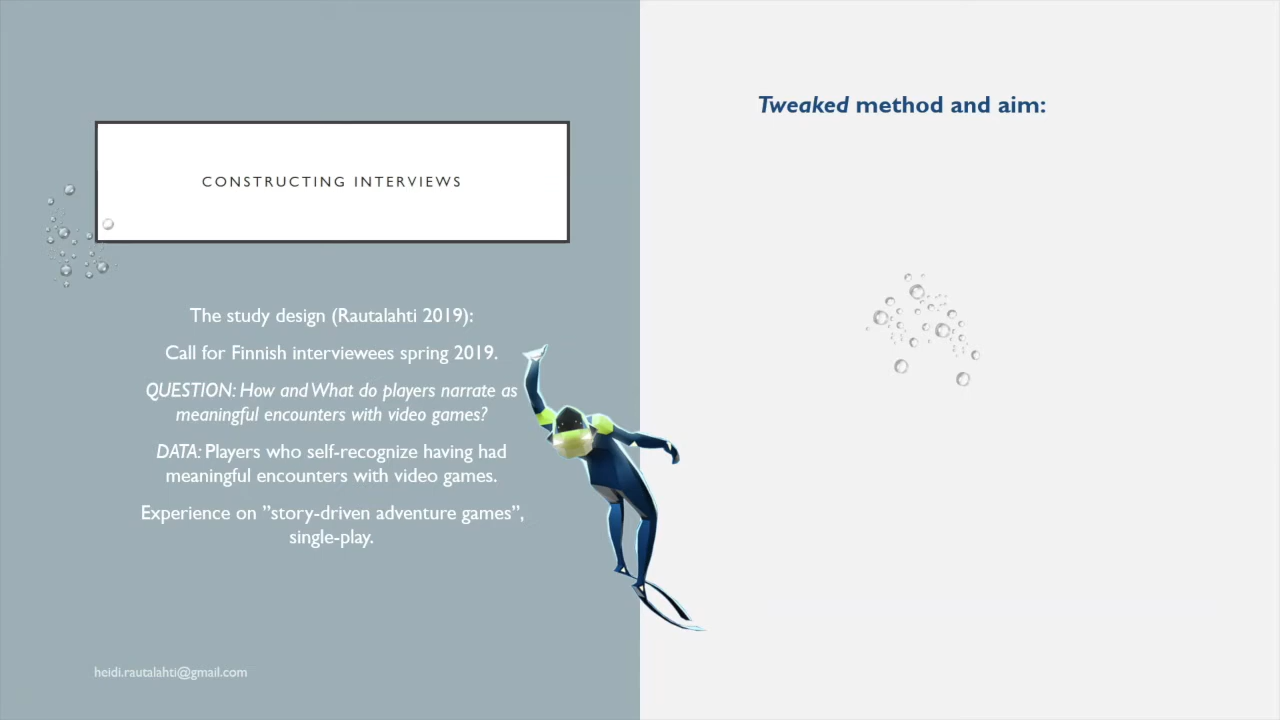 CONSTRUCTING INTERVIEWS
The study design (Rautalahti 2019):
Call for Finnish interviewees spring 2019.
QUESTION: How and What do players narrate as
meaningful encounters with video games?
DATA: Players who self-recognize having had
meaningful encounters with video games.
Experience on ”story-driven adventure games”,
single-play.
heidi.rautalahti@gmail.com
Tweaked method and aim: